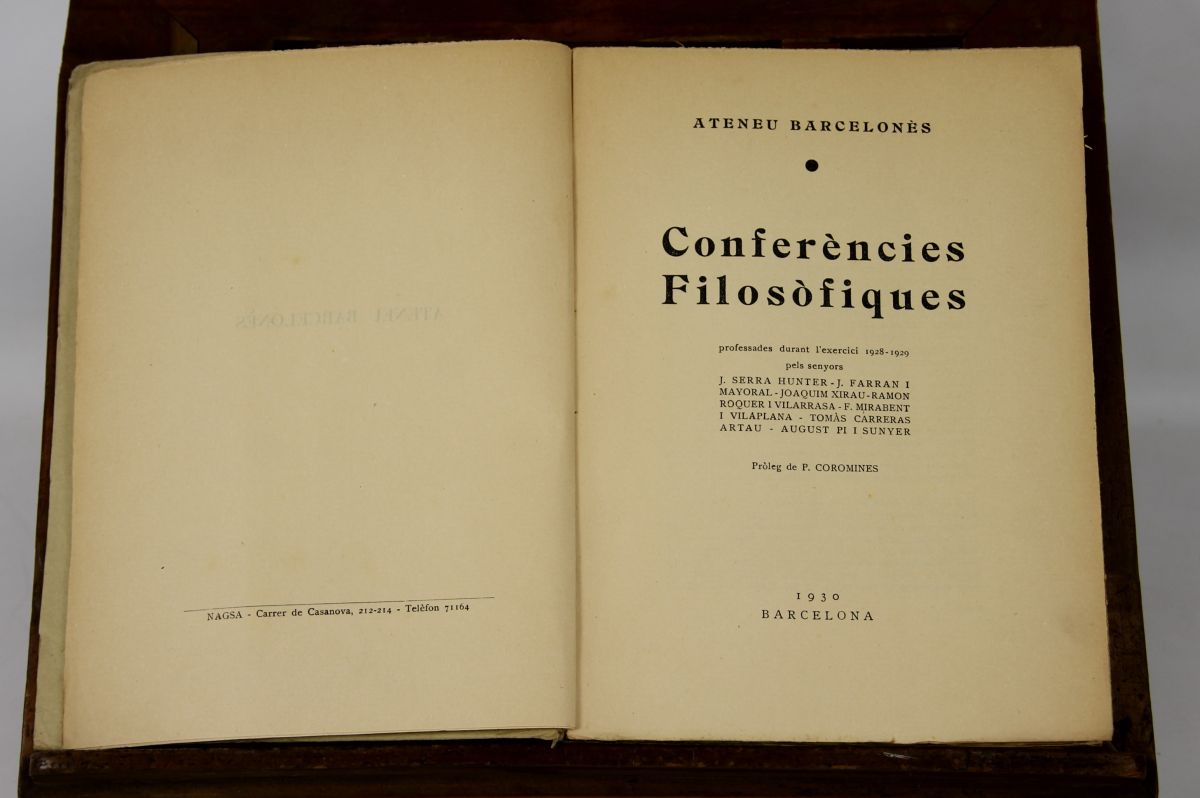 NAGSA - Carrer de Casanova, 212-214 - Telèfon 71164
ATENEU BARCELONÈS
Conferències
Filosòfiques
professades durant l'exercici 1928-1929
pels senyors
J. SERRA HUNTER - J. FARRAN I
MAYORAL - JOAQUIM XIRAU - RAMON
ROQUER I VILARRASA - F. MIRABENT
I VILAPLANA - TOMÀS CARRERAS
ARTAU - AUGUST PI I SUNYER
Pròleg de P. COROMINES
1930
BARCELONA